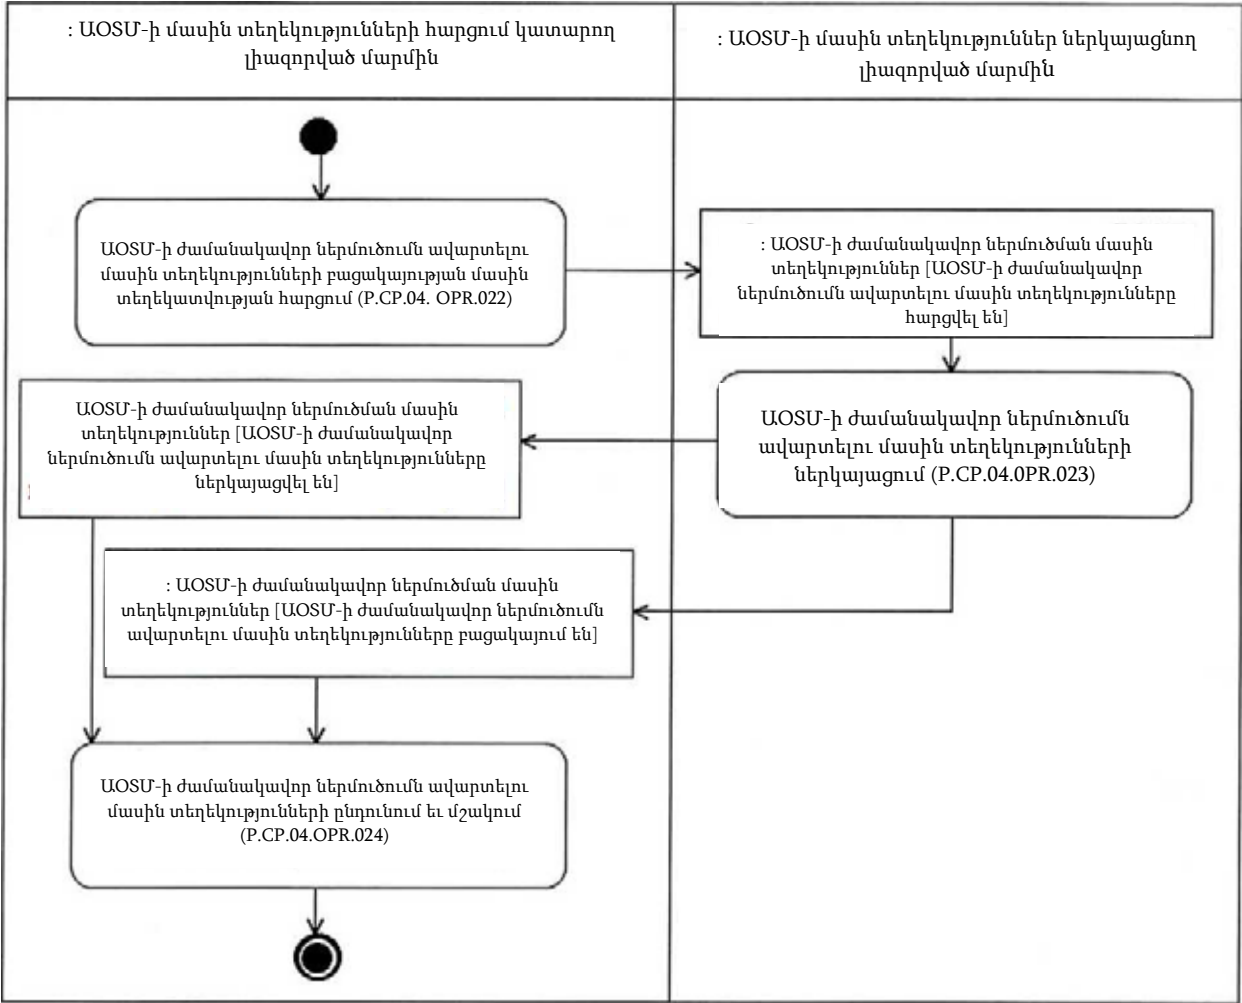 : ԱՕՏՄ-ի մասին տեղեկությունների հարցում կատարող
լիազորված մարմին
: ԱՕՏՄ-ի մասին տեղեկություններ ներկայացնող
լիազորված մարմին
ԱՕՏՄ-ի ժամանակավոր ներմուծումն ավարտելու
մասին տեղեկությունների բացակայության մասին
տեղեկատվության հարցում (P.CP.04. OPR.022)
: ԱՕՏՄ-ի ժամանակավոր ներմուծման մասին
տեղեկություններ [ԱՕՏՄ-ի ժամանակավոր
ներմուծումն ավարտելու մասին տեղեկությունները
հարցվել են]
ԱՕՏՄ-ի ժամանակավոր ներմուծման մասին
տեղեկություններ [ԱՕՏՄ-ի ժամանակավոր
ներմուծումն ավարտելու մասին տեղեկությունները
ներկայացվել են]
ԱՕՏՄ-ի ժամանակավոր ներմուծումն
ավարտելու մասին տեղեկությունների
ներկայացում (P.CP.04.0PR.023)
: ԱՕՏՄ-ի ժամանակավոր ներմուծման մասին
տեղեկություններ [ԱՕՏՄ-ի ժամանակավոր ներմուծումն
ավարտելու մասին տեղեկությունները բացակայում են]
ԱՕՏՄ-ի ժամանակավոր ներմուծումն ավարտելու
մասին տեղեկությունների ընդունում եւ մշակում
(P.CP.04.OPR.024)